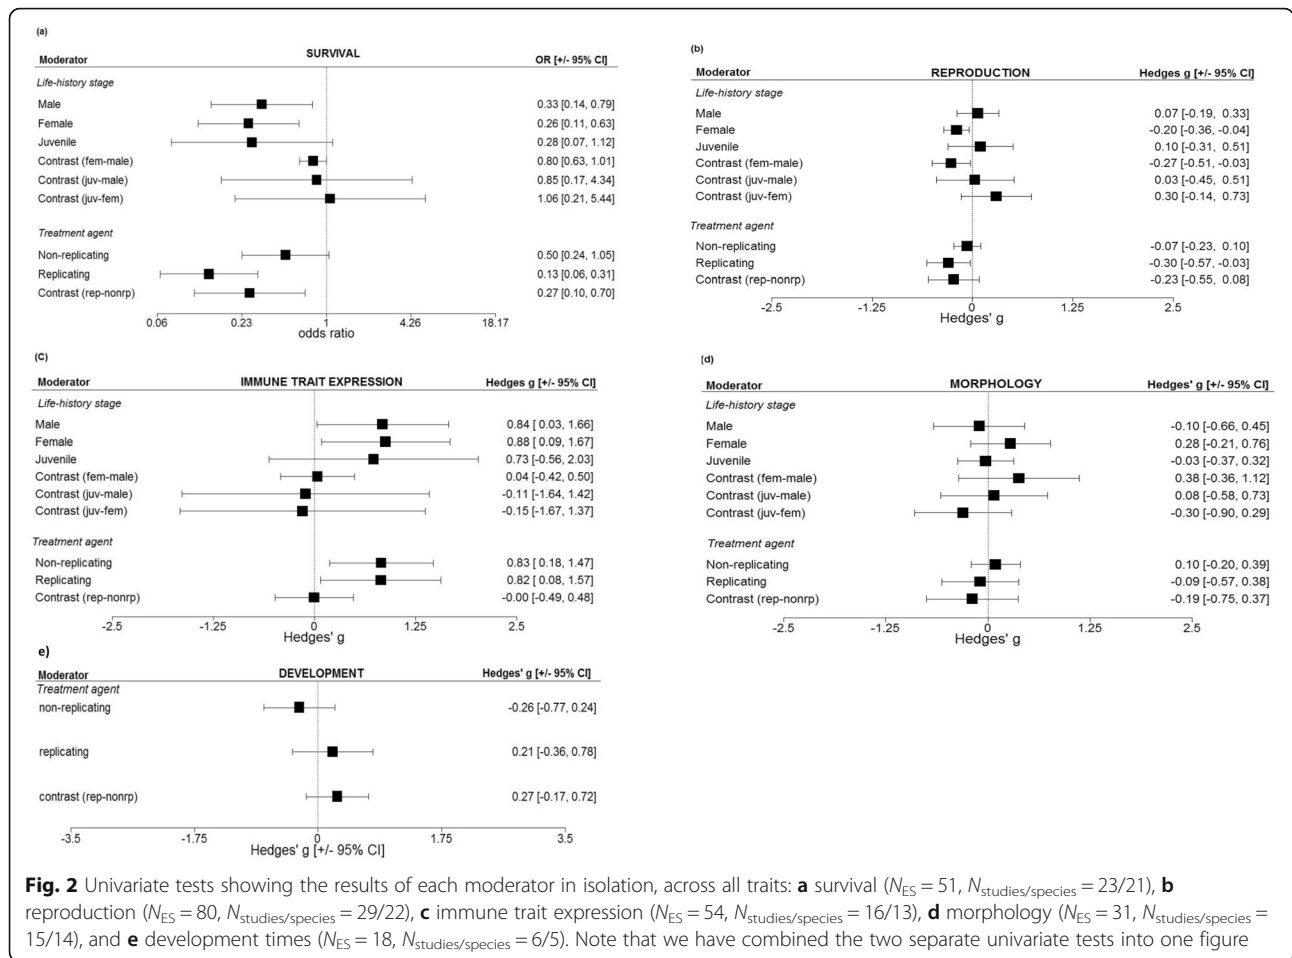 (a)
SURVIVAL
Moderator OR [+/- 95% CI]
Life-history stage
Male 0.33 [0.14, 0.79]
Female 0.26 [0.11, 0.63]
Juvenile 0.28 [0.07, 1.12]
Contrast (fem-male) 0.80 [0.63, 1.01]
Contrast (juv-male) 0.85 [0.17, 4.34]
Contrast (juv-fem) 1.06 [0.21, 5.44]
Treatment agent
Non-replicating 0.50 [0.24, 1.05]
Replicating 0.13 [0.06, 0.31]
Contrast (rep-nonrp) 0.27 [0.10, 0.70]
0.06 0.23 1 4.26 18.17
odds ratio
(b)
Moderator REPRODUCTION Hedges g [+/- 95% CI]
Life-history stage
Male 0.07 [-0.19, 0.33]
Female -0.20 [-0.36, -0.04]
Juvenile 0.10 [-0.31, 0.51]
Contrast (fem-male) -0.27 [-0.51, -0.03]
Contrast (juv-male) 0.03 [-0.45, 0.51]
Contrast (juv-fem) 0.30 [-0.14, 0.73]
Treatment agent
Non-replicating -0.07 [-0.23, 0.10]
Replicating -0.30 [-0.57, -0.03]
Contrast (rep-nonrp) -0.23 [-0.55, 0.08]
-2.5 -1.25 0 1.25 2.5
Hedges' g
(C)
Moderator IMMUNE TRAIT EXPRESSION Hedges g [+/- 95% CI]
Life-history stage
Male 0.84 [ 0.03, 1.66]
Female 0.88 [ 0.09, 1.67]
Juvenile 0.73 [-0.56, 2.03]
Contrast (fem-male) 0.04 [-0.42, 0.50]
Contrast (juv-male) -0.11 [-1.64, 1.42]
Contrast (juv-fem) -0.15 [-1.67, 1.37]
Treatment agent
Non-replicating 0.83 [ 0.18, 1.47]
Replicating 0.82 [ 0.08, 1.57]
Contrast (rep-nonrp) -0.00 [-0.49, 0.48]
-2.5 -1.25 0 1.25 2.5
Hedges' g
(d)
Moderator MORPHOLOGY Hedges' g [+/- 95% CI]
Life-history stage
Male -0.10 [-0.66, 0.45]
Female 0.28 [-0.21, 0.76]
Juvenile -0.03 [-0.37, 0.32]
Contrast (fem-male) 0.38 [-0.36, 1.12]
Contrast (juv-male) 0.08 [-0.58, 0.73]
Contrast (juv-fem) -0.30 [-0.90, 0.29]
Treatment agent
Non-replicating 0.10 [-0.20, 0.39]
Replicating -0.09 [-0.57, 0.38]
Contrast (rep-nonrp) -0.19 [-0.75, 0.37]
-2.5 -1.25 0 1.25 2.5
Hedges' g
e)
Moderator DEVELOPMENT Hedges' g [+/- 95% CI]
Treatment agent
non-replicating -0.26 [-0.77, 0.24]
replicating 0.21 [-0.36, 0.78]
contrast (rep-nonrp) 0.27 [-0.17, 0.72]
-3.5 -1.75 0 1.75 3.5
Hedges' g [+/- 95% CI]
Fig. 2 Univariate tests showing the results of each moderator in isolation, across all traits: a survival (NES = 51, Nstudies/species = 23/21), b
reproduction (NES = 80, Nstudies/species = 29/22), c immune trait expression (NES = 54, Nstudies/species = 16/13), d morphology (NES = 31, Nstudies/species =
15/14), and e development times (NES = 18, Nstudies/species = 6/5). Note that we have combined the two separate univariate tests into one figure